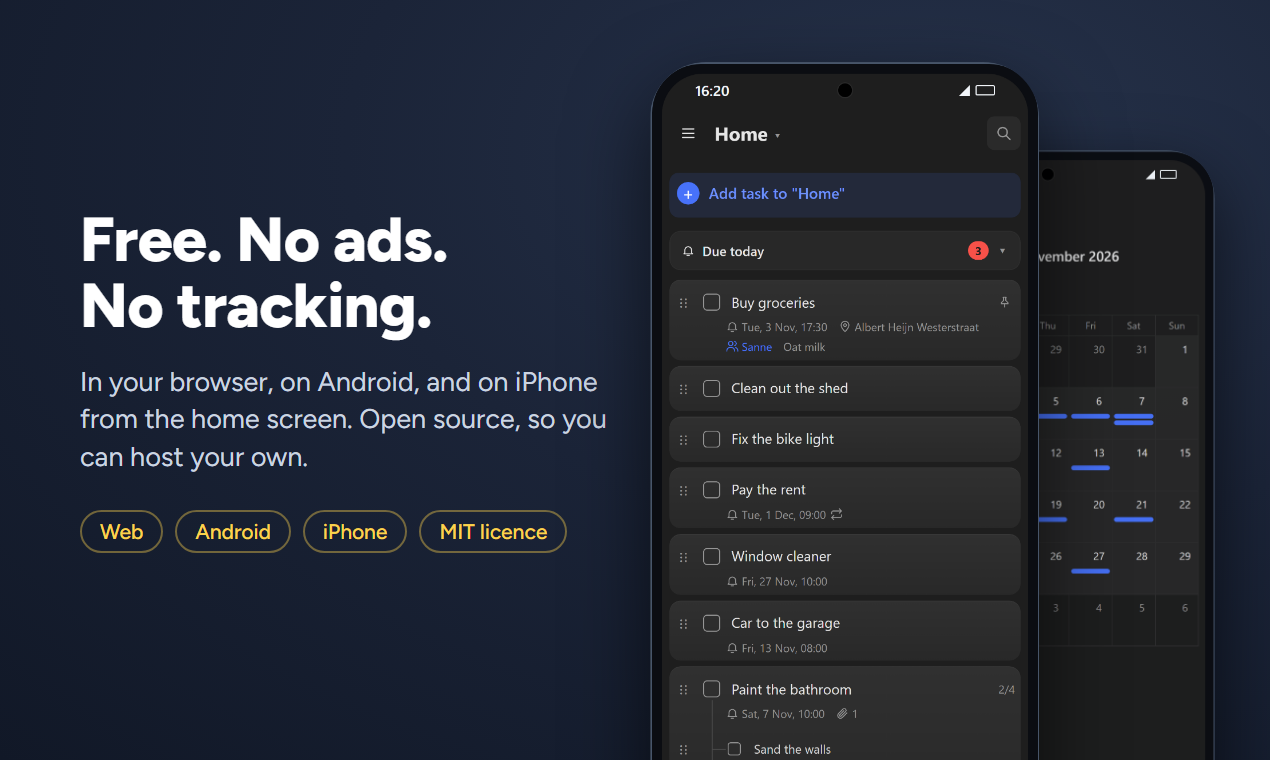 Free. No ads.
No tracking.
In your browser, on Android, and on iPhone
from the home screen. Open source, so you
can host your own.
Web Android iPhone MIT licence
16:20
Home
Add task to "Home"
Due today 3
Buy groceries
Tue, 3 Nov, 17:30 Albert Heijn Westerstraat
Sanne Oat milk
Clean out the shed
Fix the bike light
Pay the rent
Tue, 1 Dec, 09:00
Window cleaner
Fri, 27 Nov, 10:00
Car to the garage
Fri, 13 Nov, 08:00
Paint the bathroom 2/4
Sat, 7 Nov, 10:00 1
Sand the walls
vember 2026
Thu Fri Sat Sun
29 30 31 1
5 6 7 8
12 13 14 15
19 20 21 22
26 27 28 29
3 4 5 6